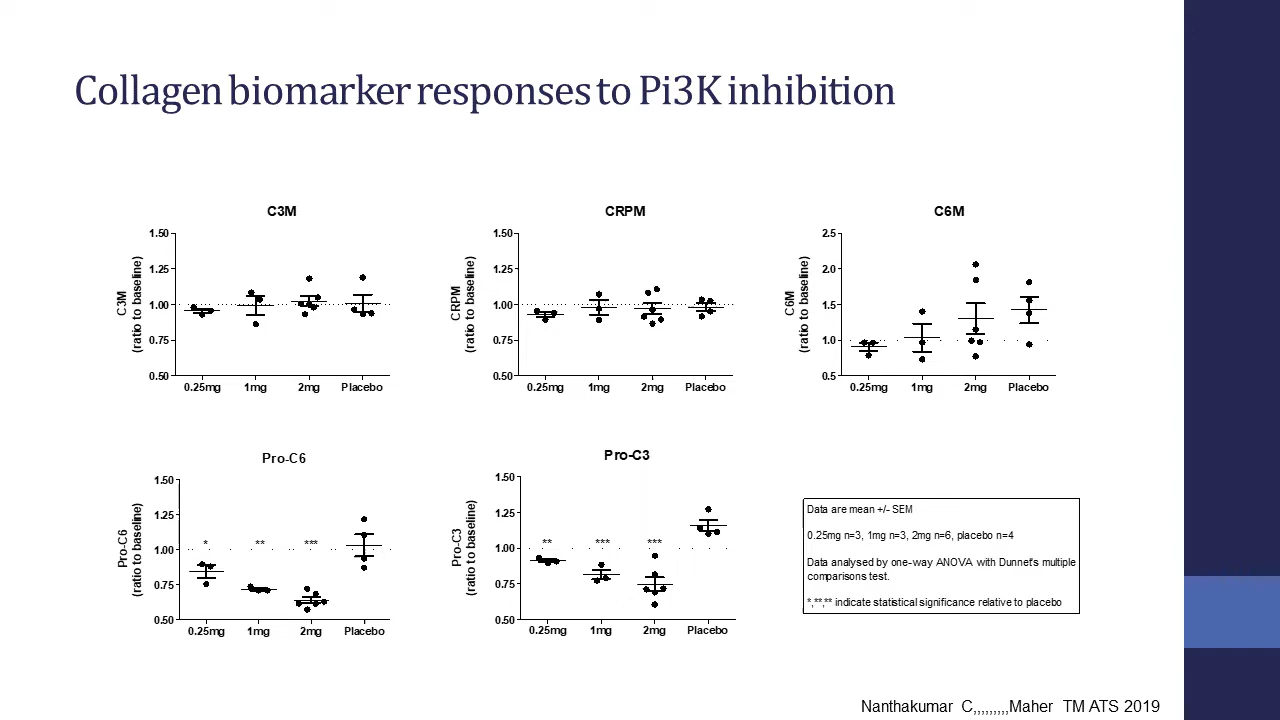 Collagen biomarker responses to Pi3K inhibition
C3M
C3M
(ratio to baseline)
1.50
1.25
1.00
0.75
0.50
0.25mg 1mg 2mg Placebo
CRPM
CRPM
(ratio to baseline)
1.50
1.25
1.00
0.75
0.50
0.25mg 1mg 2mg Placebo
C6M
C6M
(ratio to baseline)
2.5
2.0
1.5
1.0
0.5
0.25mg 1mg 2mg Placebo
Pro-C6
Pro-C6
(ratio to baseline)
1.50
1.25
1.00
0.75
0.50
* ** ***
0.25mg 1mg 2mg Placebo
Pro-C3
Pro-C3
(ratio to baseline)
1.50
1.25
1.00
0.75
0.50
** *** ***
0.25mg 1mg 2mg Placebo
Data are mean +/- SEM
0.25mg n=3, 1mg n=3, 2mg n=6, placebo n=4
Data analysed by one-way ANOVA with Dunnet's multiple
comparisons test.
*,**,** indicate statistical significance relative to placebo
Nanthakumar C,,,,,,,,,Maher TM ATS 2019